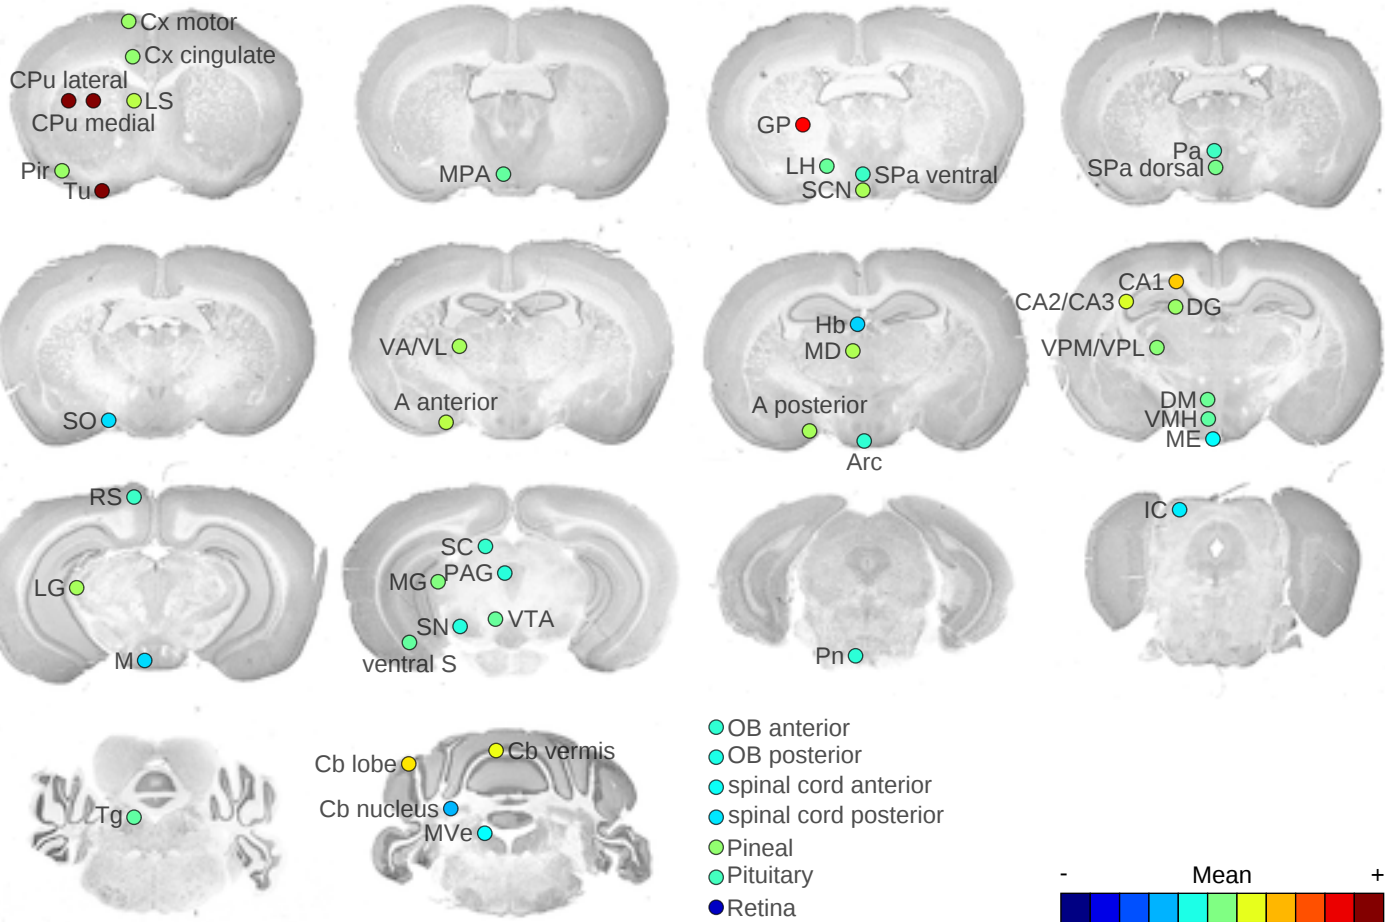 Cx motor
Cx cingulate
CPu lateral
LS
CPu medial
Pir
Tu
MPA
GP
LH
SPa ventral
SCN
Pa
SPa dorsal
SO
VA/VL
A anterior
Hb
MD
A posterior
Arc
CA1
CA2/CA3
DG
VPM/VPL
DM
VMH
ME
RS
LG
M
SC
PAG
MG
SN
VTA
ventral S
Pn
IC
Tg
Cb lobe
Cb vermis
Cb nucleus
MVe
OB anterior
OB posterior
spinal cord anterior
spinal cord posterior
Pineal
Pituitary
Retina
- Mean +